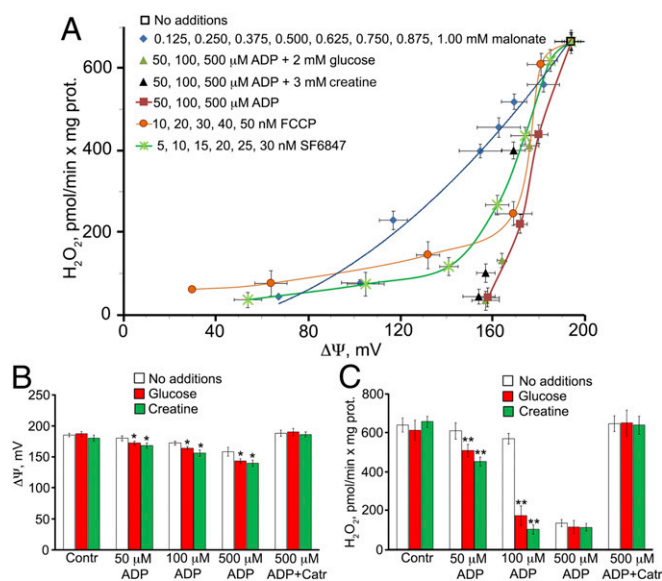 A
No additions
0.125, 0.250, 0.375, 0.500, 0.625, 0.750, 0.875, 1.00 mM malonate
50, 100, 500 μM ADP + 2 mM glucose
50, 100, 500 μM ADP + 3 mM creatine
50, 100, 500 μM ADP
10, 20, 30, 40, 50 nM FCCP
5, 10, 15, 20, 25, 30 nM SF6847
H2O2, pmol/min x mg prot.
600
400
200
0
0 40 80 120 160 200
ΔΨ, mV
B
No additions
Glucose
Creatine
ΔΨ, mV
250
200
150
100
50
0
* * * * * *
Contr 50 μM ADP 100 μM ADP 500 μM ADP 500 μM ADP+Catr
C
No additions
Glucose
Creatine
H2O2, pmol/min x mg prot.
800
600
400
200
0
** ** ** **
Contr 50 μM ADP 100 μM ADP 500 μM ADP 500 μM ADP+Catr